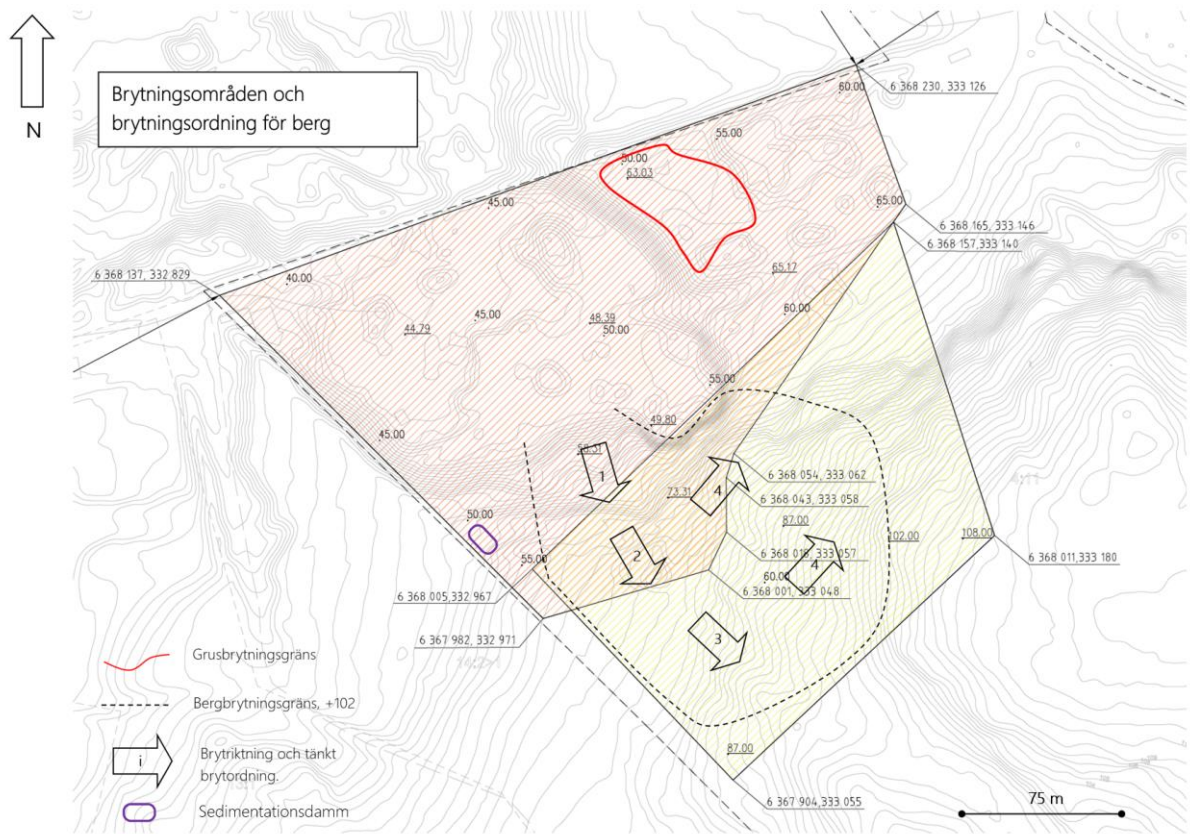 N
Brytningsområden och
brytningsordning för berg
60.00
6 368 230, 333 126
55.00
50.00
63.03
45.00
65.00
6 368 165, 333 146
6 368 157,333 140
6 368 137, 332 829
40.00
65.17
60.00
45.00
48.39
50.00
44.79
55.00
49.80
45.00
1
6 368 054, 333 062
4:11
4
73.31
6 368 043, 333 058
50.00
87.00
102.00
108.00
2
6 368 018, 333 057
6 368 011,333 180
55.00
4
60.00
6 368 001, 333 048
6 368 005,332 967
6 367 982, 332 971
3
Grusbrytningsgräns
Bergbrytningsgräns, +102
87.00
i
Brytriktning och tänkt
brytordning.
6 367 904,333 055
75 m
Sedimentationsdamm